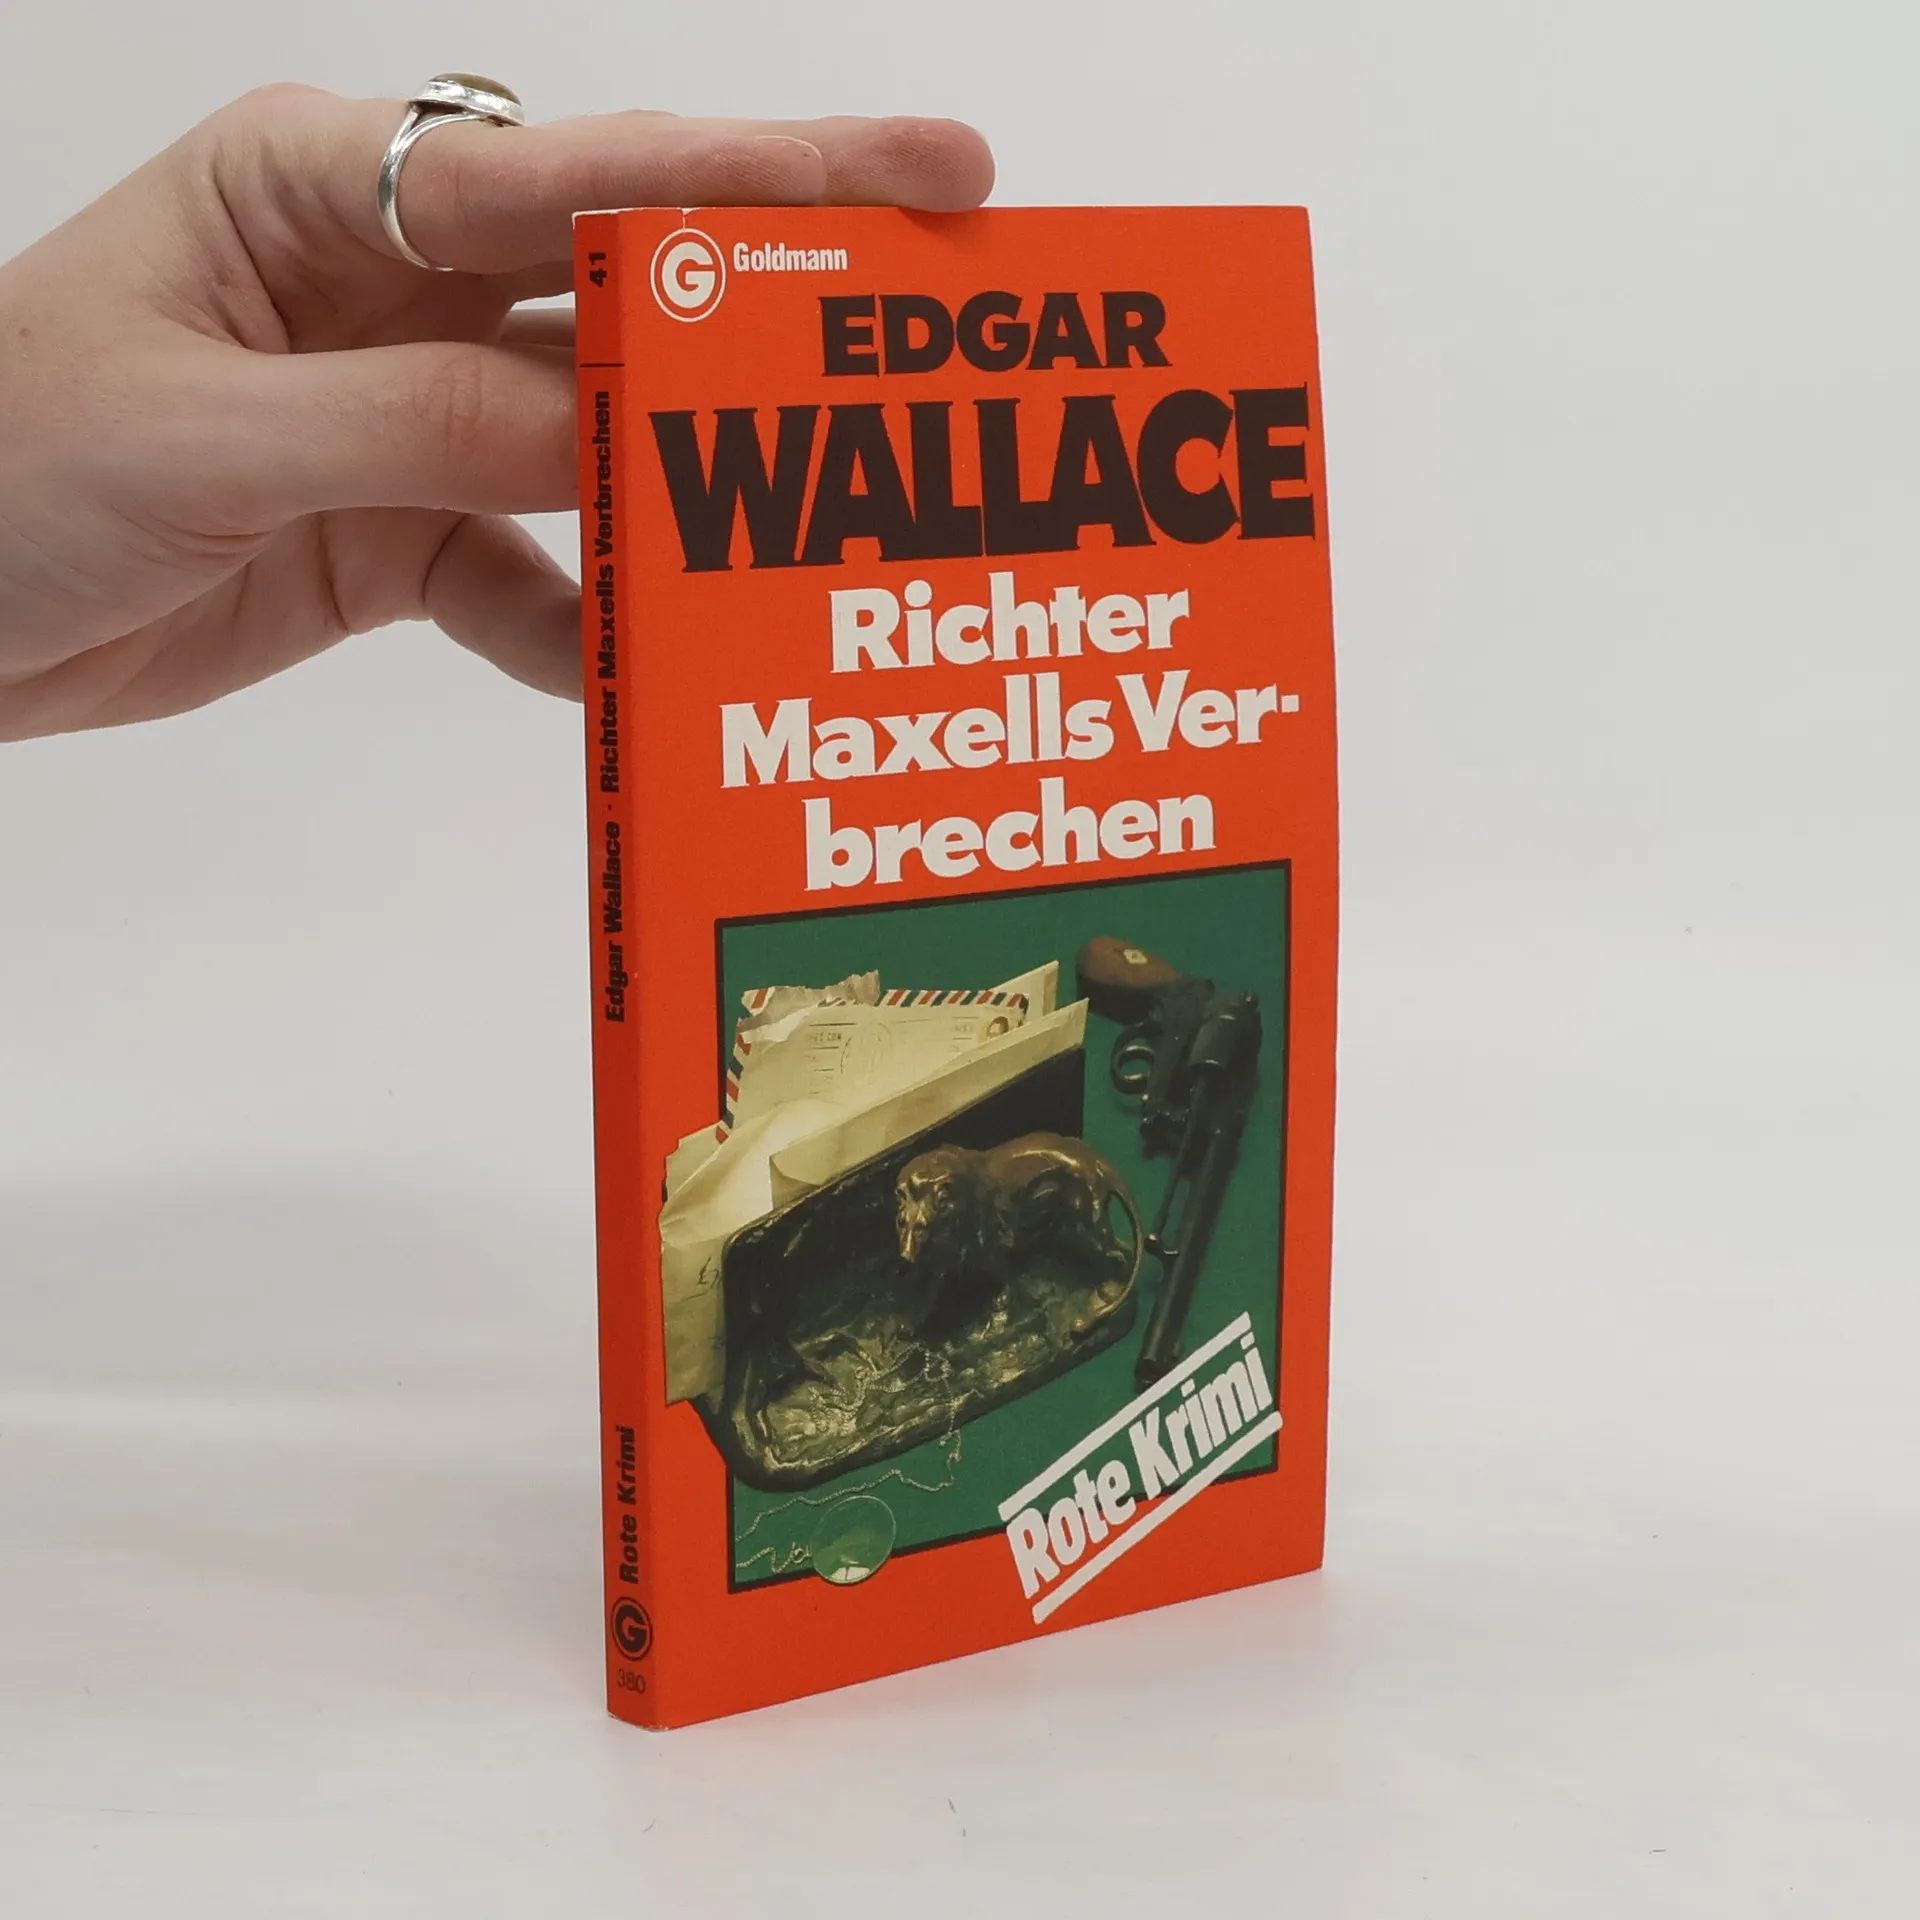 G Goldmann
EDGAR
WALLACE
Richter
Maxells Ver-
brechen
Rote Krimi
41
Edgar Wallace · Richter Maxells Verbrechen
Rote Krimi
G
380